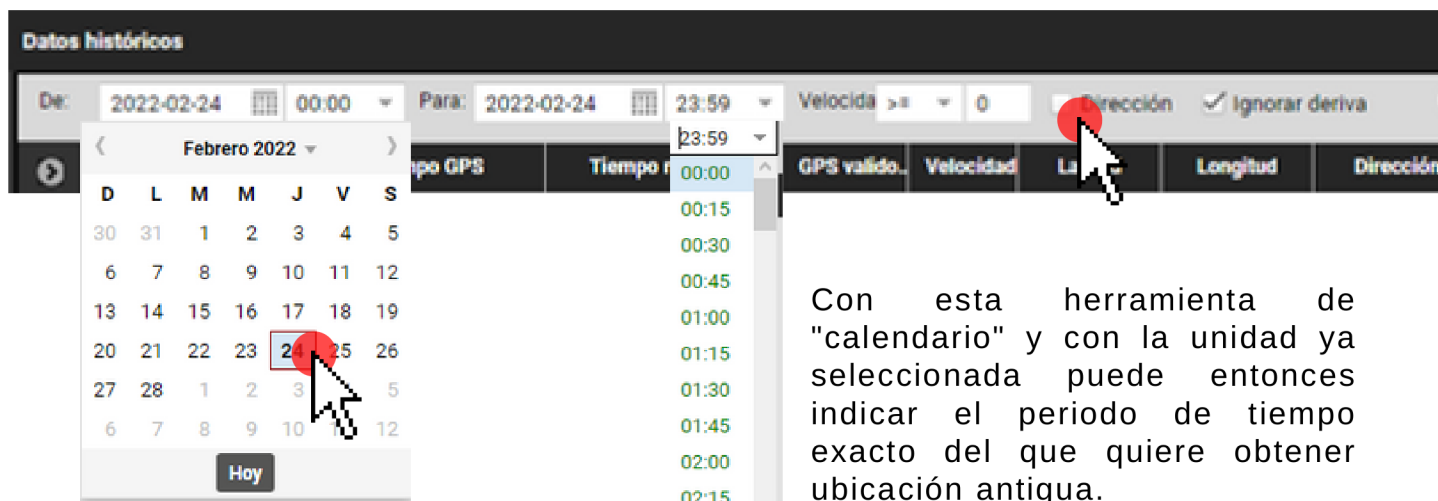 Datos históricos
De: 2022-02-24 00:00 Para: 2022-02-24 23:59 Velocida >= 0 Dirección Ignorar deriva
23:59
GPS Tiempo GPS valido.. Velocidad Longitud Dirección
Febrero 2022
D L M M J V S
30 31 1 2 3 4 5
6 7 8 9 10 11 12
13 14 15 16 17 18 19
20 21 22 23 24 25 26
27 28 1 2 3 5
6 7 8 9 10 12
Hoy
00:00
00:15
00:30
00:45
01:00
01:15
01:30
01:45
02:00
02:15
Con esta herramienta de
"calendario" y con la unidad ya
seleccionada puede entonces
indicar el periodo de tiempo
exacto del que quiere obtener
ubicación antigua.